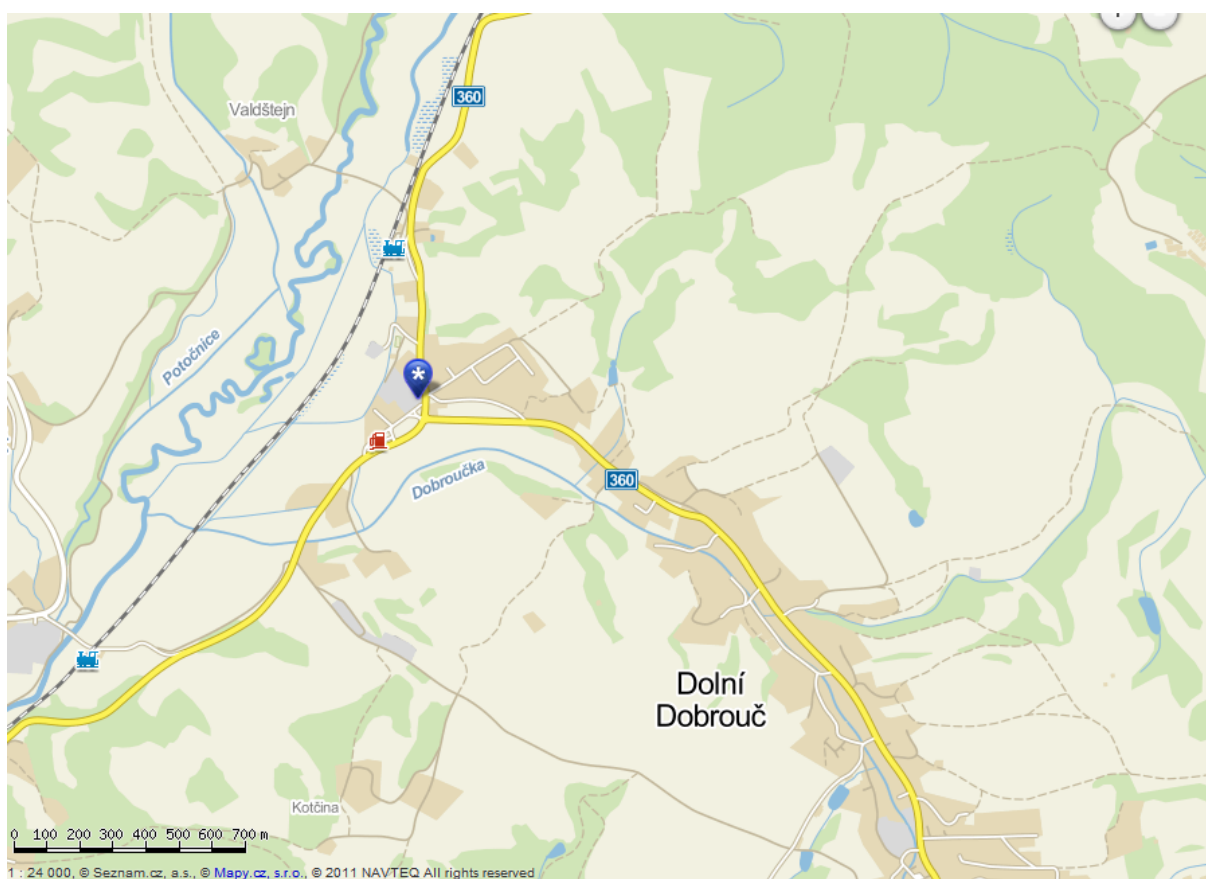 360
Valdštejn
Potočnice
Dobroučka
360
Dolní
Dobrouč
Kotčina
0 100 200 300 400 500 600 700 m
1 : 24 000, © Seznam.cz, a.s., © Mapy.cz, s.r.o., © 2011 NAVTEQ All rights reserved